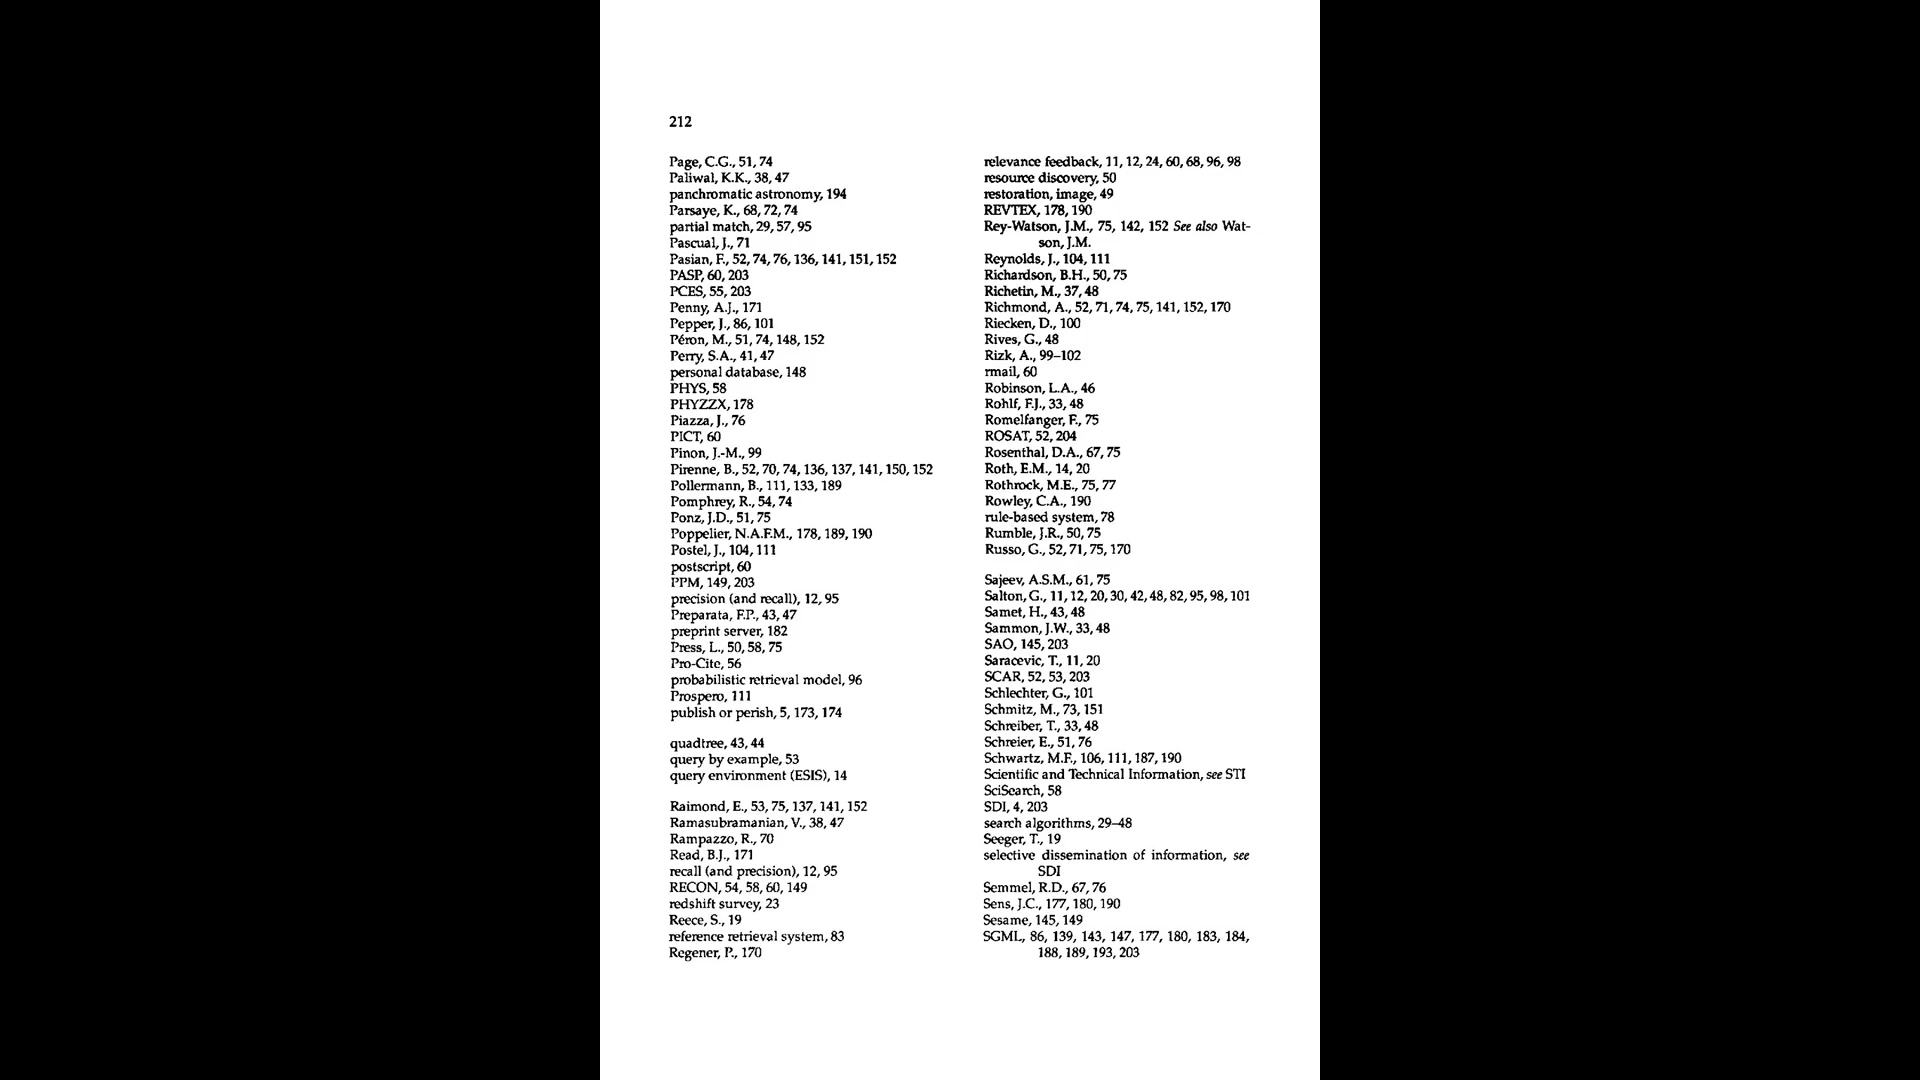 212
Page, C.G., 51, 74
Paliwal, K.K., 38, 47
panchromatic astronomy, 194
Parsaye, K., 68, 72, 74
partial match, 29, 57, 95
Pascual, J., 71
Pasian, F., 52, 74, 76, 136, 141, 151, 152
PASP, 60, 203
PCES, 55, 203
Penny, A.J., 171
Pepper, J., 86, 101
Péron, M., 51, 74, 148, 152
Perry, S.A., 41, 47
personal database, 148
PHYS, 58
PHYZZX, 178
Piazza, J., 76
PICT, 60
Pinon, J.-M., 99
Pirenne, B., 52, 70, 74, 136, 137, 141, 150, 152
Pollermann, B., 111, 133, 189
Pomphrey, R., 54, 74
Ponz, J.D., 51, 75
Poppelier, N.A.F.M., 178, 189, 190
Postel, J., 104, 111
postscript, 60
PPM, 149, 203
precision (and recall), 12, 95
Preparata, F.P., 43, 47
preprint server, 182
Press, L., 50, 58, 75
Pro-Cite, 56
probabilistic retrieval model, 96
Prospero, 111
publish or perish, 5, 173, 174
quadtree, 43, 44
query by example, 53
query environment (ESIS), 14
Raimond, E., 53, 75, 137, 141, 152
Ramasubramanian, V., 38, 47
Rampazzo, R., 70
Read, B.J., 171
recall (and precision), 12, 95
RECON, 54, 58, 60, 149
redshift survey, 23
Reece, S., 19
reference retrieval system, 83
Regener, P., 170
relevance feedback, 11, 12, 24, 60, 68, 96, 98
resource discovery, 50
restoration, image, 49
REVTEX, 178, 190
Rey-Watson, J.M., 75, 142, 152 See also Wat-
son, J.M.
Reynolds, J., 104, 111
Richardson, B.H., 50, 75
Richetin, M., 37, 48
Richmond, A., 52, 71, 74, 75, 141, 152, 170
Riecken, D., 100
Rives, G., 48
Rizk, A., 99–102
rmail, 60
Robinson, L.A., 46
Rohlf, F.J., 33, 48
Romelfanger, F., 75
ROSAT, 52, 204
Rosenthal, D.A., 67, 75
Roth, E.M., 14, 20
Rothrock, M.E., 75, 77
Rowley, C.A., 190
rule-based system, 78
Rumble, J.R., 50, 75
Russo, G., 52, 71, 75, 170
Sajeev, A.S.M., 61, 75
Salton, G., 11, 12, 20, 30, 42, 48, 82, 95, 98, 101
Samet, H., 43, 48
Sammon, J.W., 33, 48
SAO, 145, 203
Saracevic, T., 11, 20
SCAR, 52, 53, 203
Schlechter, G., 101
Schmitz, M., 73, 151
Schreiber, T., 33, 48
Schreier, E., 51, 76
Schwartz, M.F., 106, 111, 187, 190
Scientific and Technical Information, see STI
SciSearch, 58
SDI, 4, 203
search algorithms, 29–48
Seeger, T., 19
selective dissemination of information, see
SDI
Semmel, R.D., 67, 76
Sens, J.C., 177, 180, 190
Sesame, 145, 149
SGML, 86, 139, 143, 147, 177, 180, 183, 184,
188, 189, 193, 203